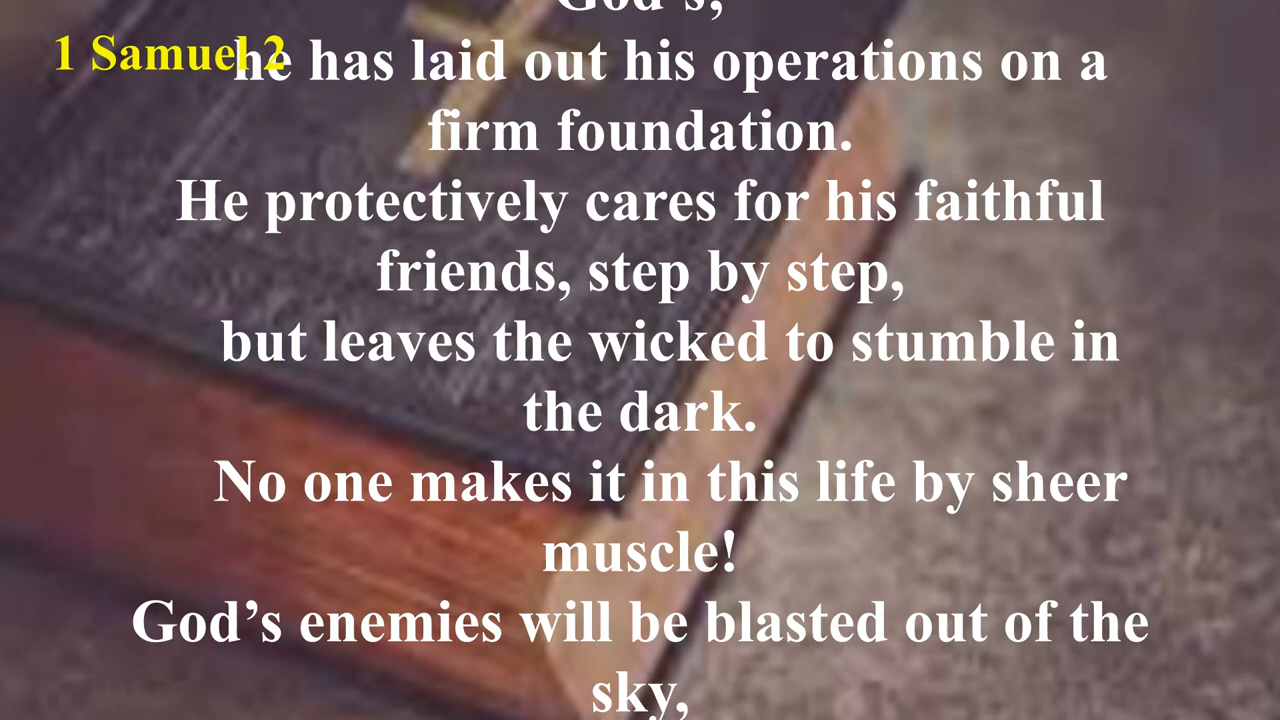 God's,
1 Samuel 2
he has laid out his operations on a
firm foundation.
He protectively cares for his faithful
friends, step by step,
but leaves the wicked to stumble in
the dark.
No one makes it in this life by sheer
muscle!
God’s enemies will be blasted out of the
sky,